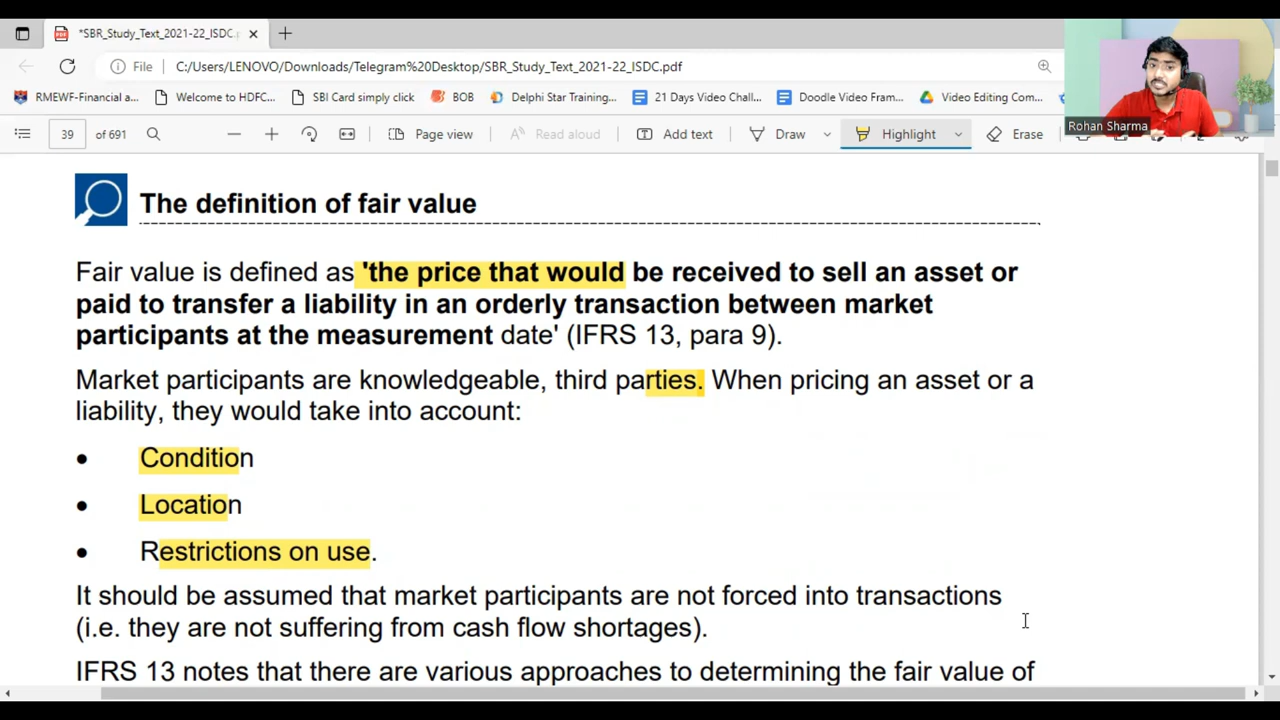 *SBR_Study_Text_2021-22_ISDC.
File C:/Users/LENOVO/Downloads/Telegram%20Desktop/SBR_Study_Text_2021-22_ISDC.pdf
RMEWF-Financial a... Welcome to HDFC... SBI Card simply click BOB Delphi Star Training... 21 Days Video Chall... Doodle Video Fram... Video Editing Com...
39 of 691 Page view Read aloud Add text Draw Highlight Erase
Rohan Sharma
The definition of fair value
Fair value is defined as 'the price that would be received to sell an asset or
paid to transfer a liability in an orderly transaction between market
participants at the measurement date' (IFRS 13, para 9).
Market participants are knowledgeable, third parties. When pricing an asset or a
liability, they would take into account:
• Condition
• Location
• Restrictions on use.
It should be assumed that market participants are not forced into transactions
(i.e. they are not suffering from cash flow shortages).
IFRS 13 notes that there are various approaches to determining the fair value of